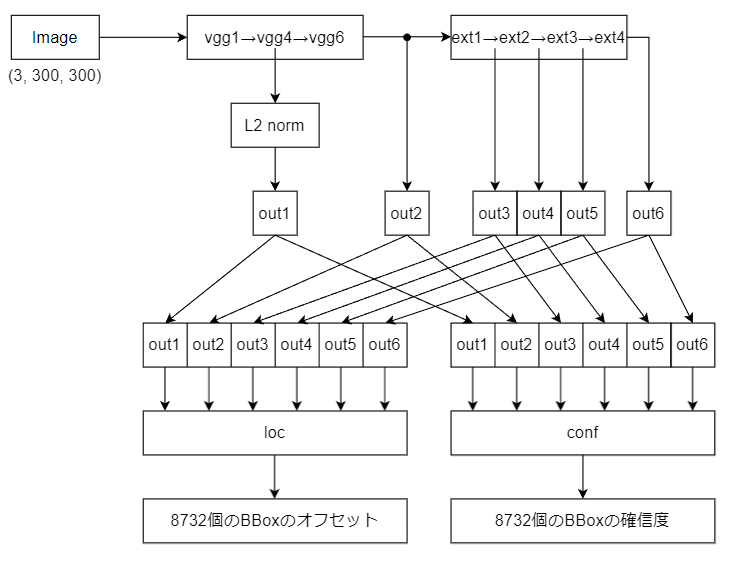 Image
vgg1→vgg4→vgg6
ext1→ext2→ext3→ext4
(3, 300, 300)
L2 norm
out1
out2
out3
out4
out5
out6
out1
out2
out3
out4
out5
out6
out1
out2
out3
out4
out5
out6
loc
conf
8732個のBBoxのオフセット
8732個のBBoxの確信度